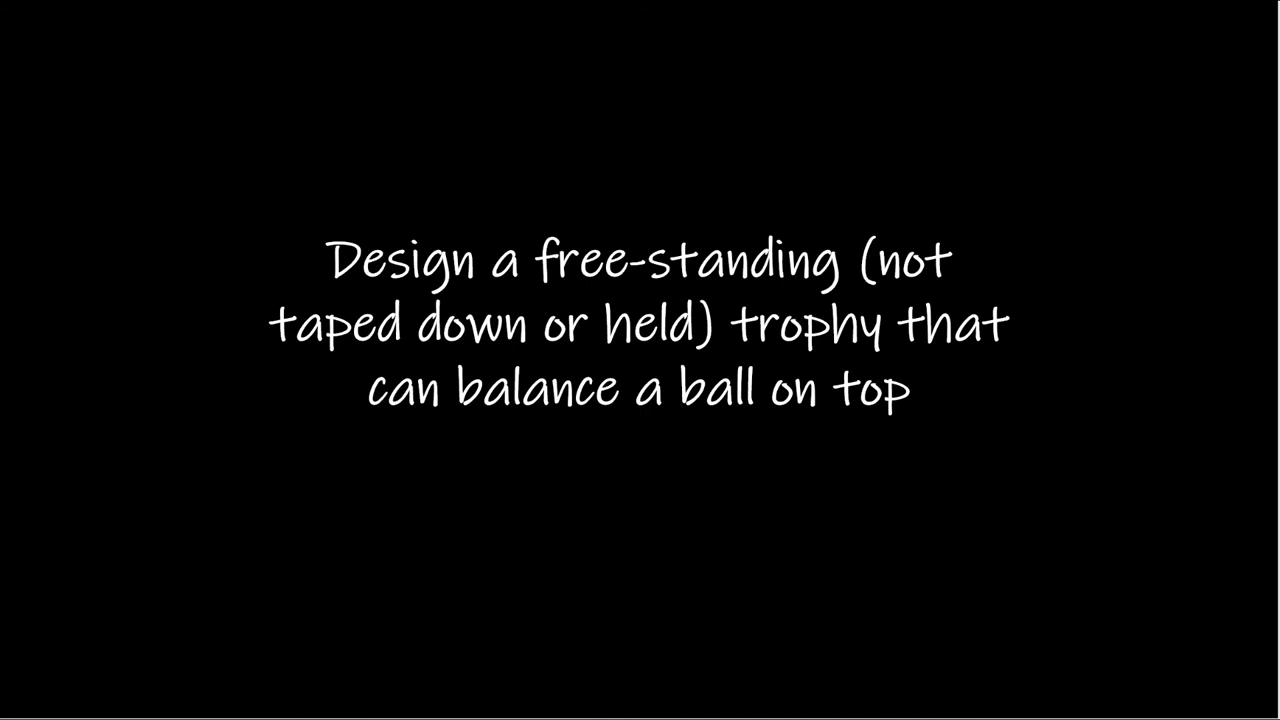 Design a free-standing (not
taped down or held) trophy that
can balance a ball on top